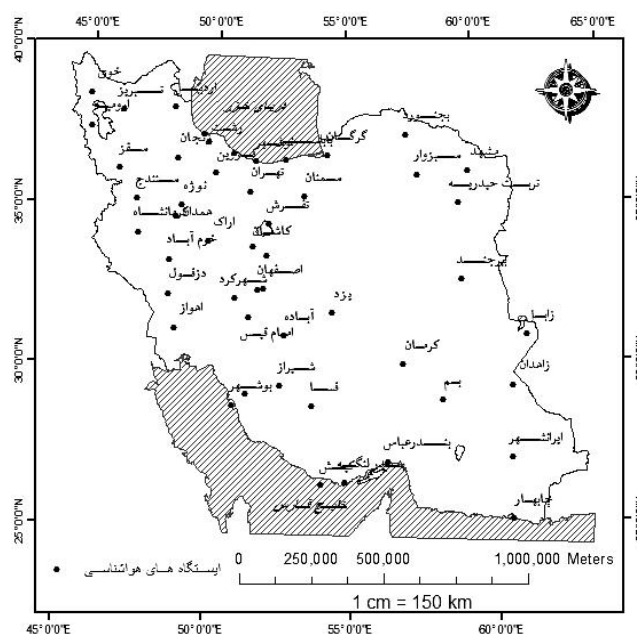 45°0'0"E 50°0'0"E 55°0'0"E 60°0'0"E 65°0'0"E
40°0'0"N
خوی
تبریز
اردبیل
دریای خزر
رشت
زنجان
گرگان
بجنورد
سقز
قزوین
سبزوار
مشهد
سنندج
تهران
سمنان
تربت حیدریه
35°0'0"N
نوژه
تفرش
همدان
کرمانشاه
اراک
کاشان
خرم آباد
بیرجند
دزفول
شهرکرد
اصفهان
اهواز
آباده
یزد
زابل
امام قیس
30°0'0"N
کرمان
زاهدان
شیراز
بوشهر
فسا
بم
بندرعباس
ایرانشهر
خلیج فارس
چابهار
25°0'0"N
ایستگاه های هواشناسی
0 250,000 500,000 1,000,000 Meters
1 cm = 150 km
45°0'0"E 50°0'0"E 55°0'0"E 60°0'0"E 65°0'0"E